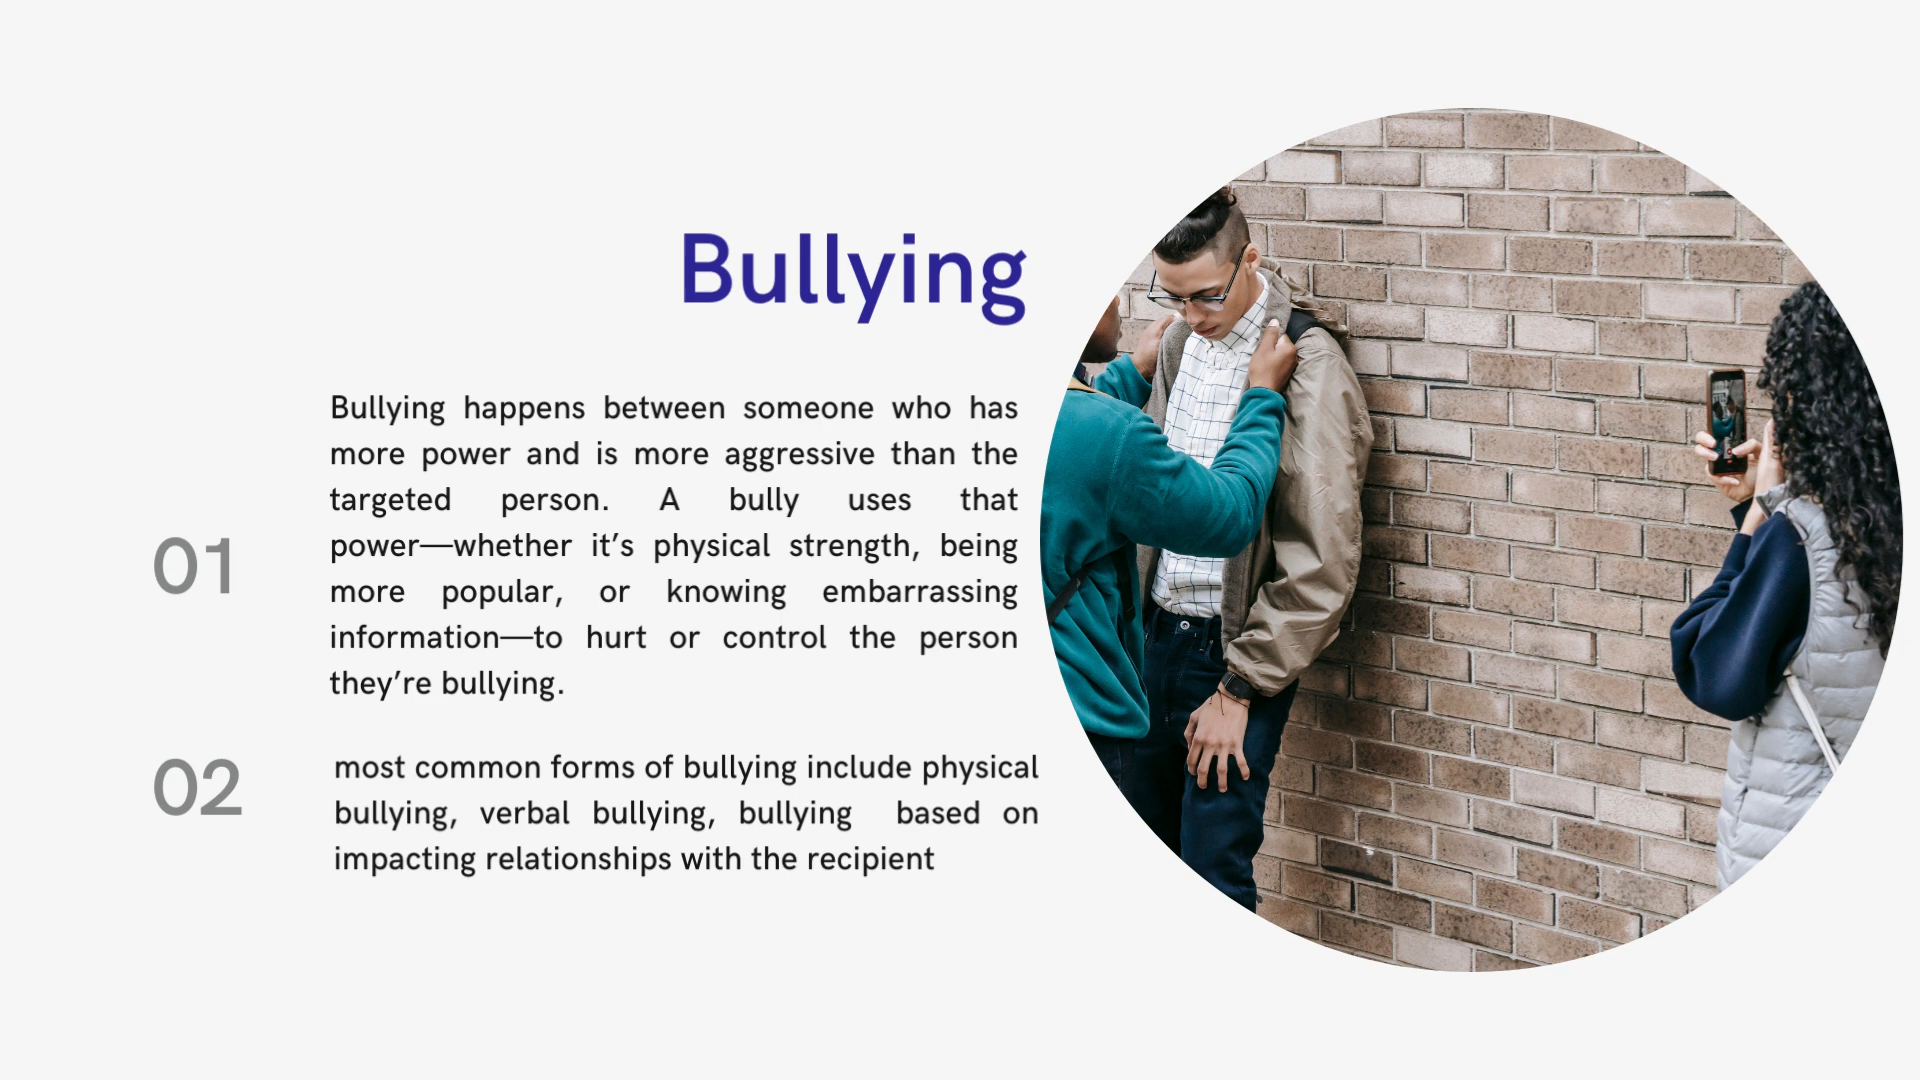 Bullying
01
Bullying happens between someone who has
more power and is more aggressive than the
targeted person. A bully uses that
power—whether it’s physical strength, being
more popular, or knowing embarrassing
information—to hurt or control the person
they’re bullying.
02
most common forms of bullying include physical
bullying, verbal bullying, bullying based on
impacting relationships with the recipient